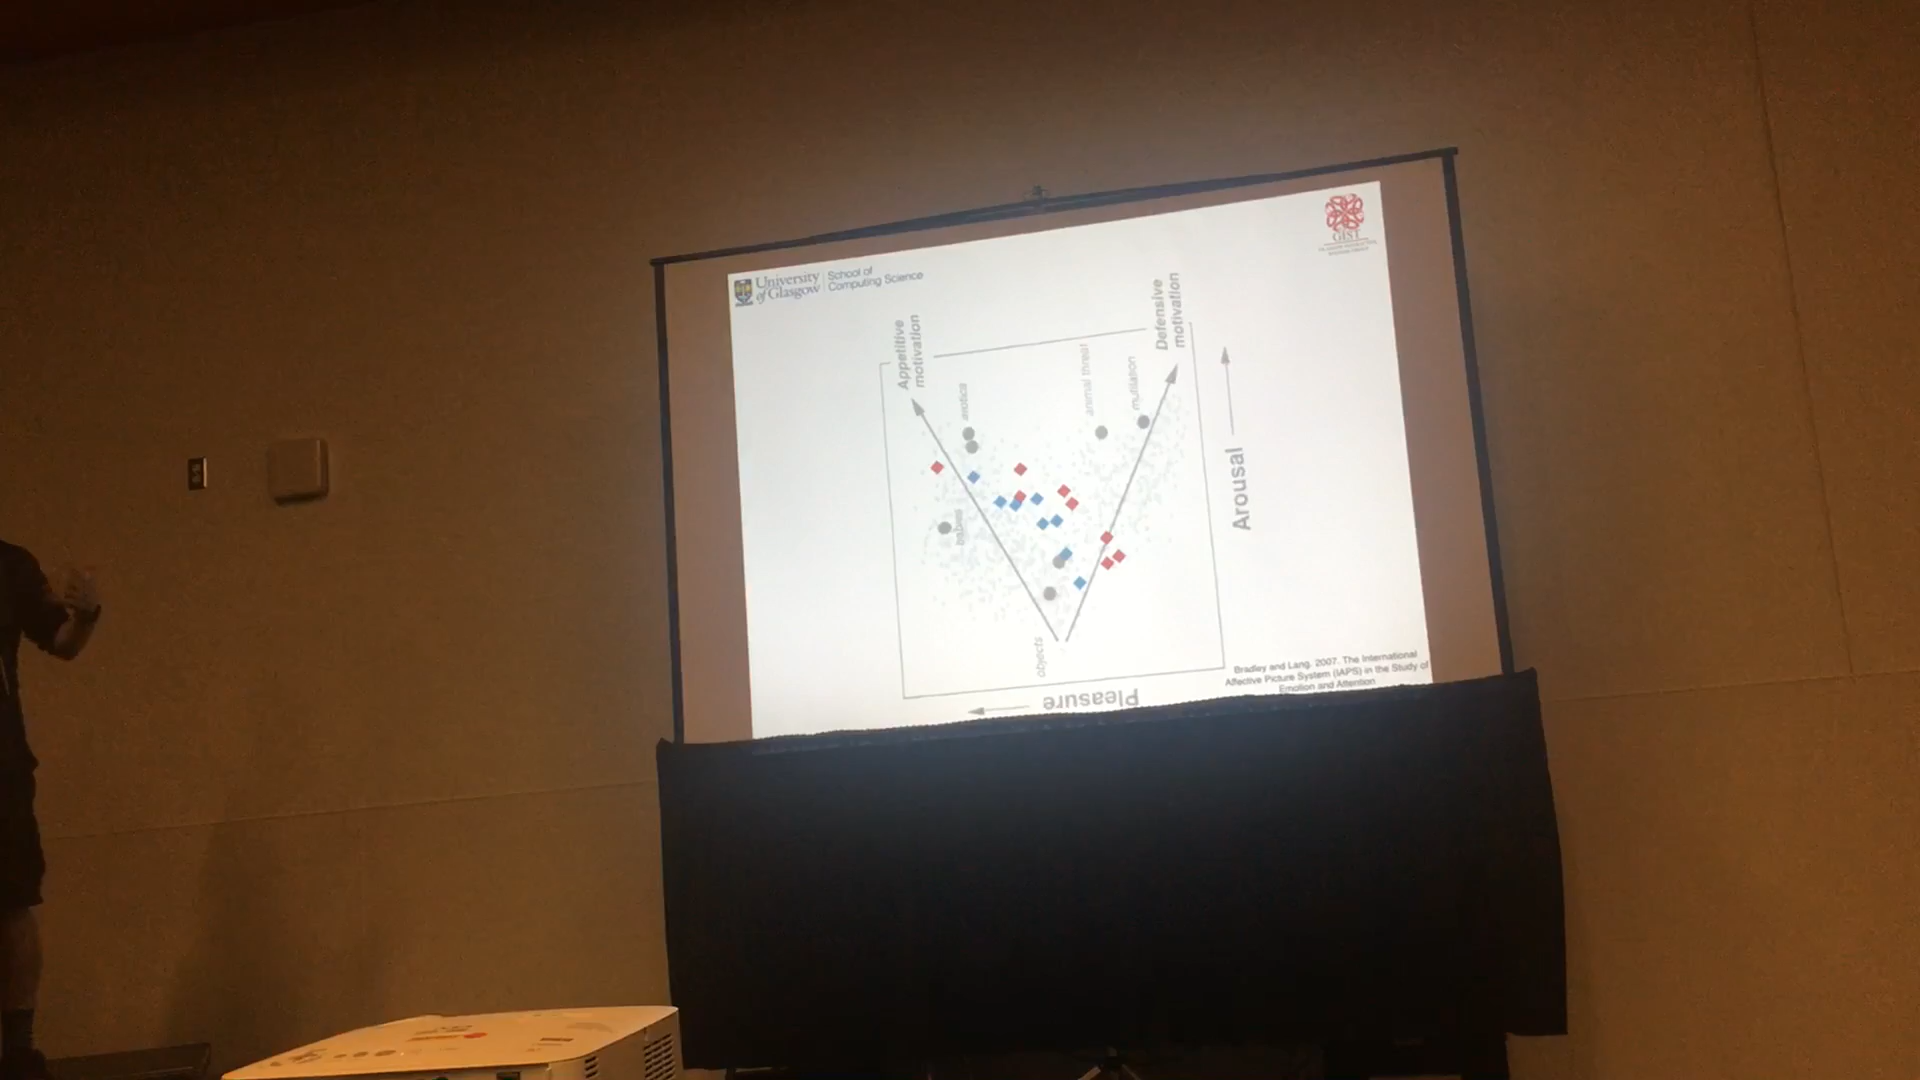 University
of Glasgow
School of
Computing Science
GIST
Appetitive
motivation
Defensive
motivation
erotica
animal threat
mutilation
babies
objects
Arousal
Pleasure
Bradley and Lang. 2007. The International
Affective Picture System (IAPS) in the Study of
Emotion and Attention